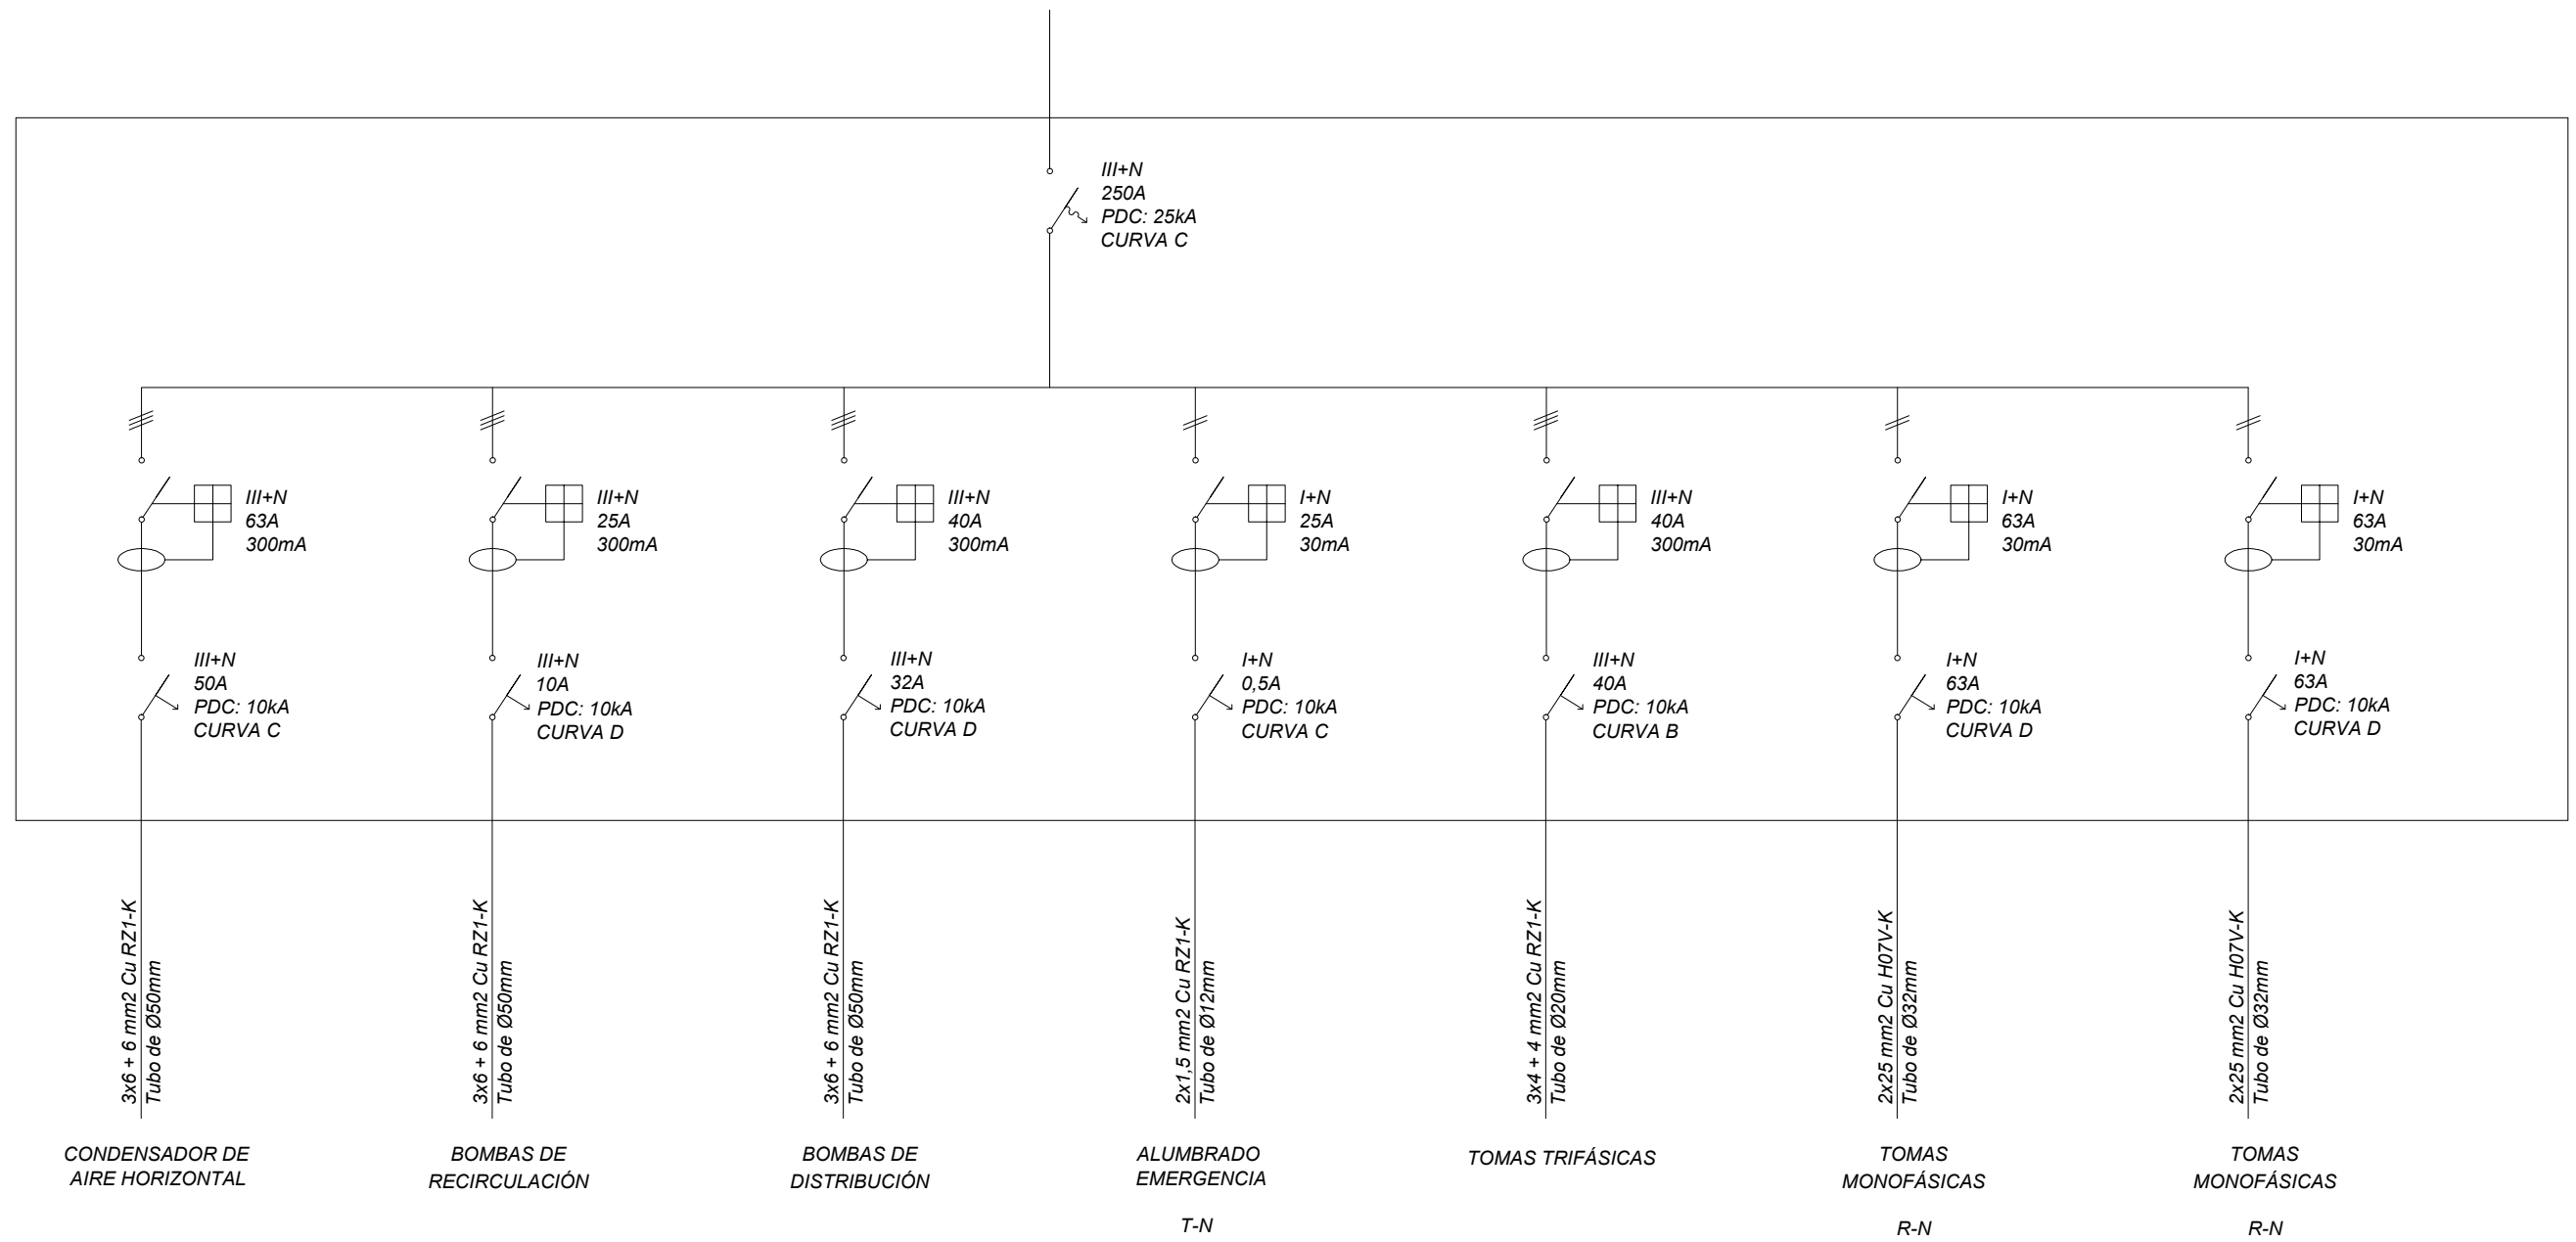 III+N
250A
PDC: 25kA
CURVA C
III+N
63A
300mA
III+N
25A
300mA
III+N
40A
300mA
I+N
25A
30mA
III+N
40A
300mA
I+N
63A
30mA
I+N
63A
30mA
III+N
50A
PDC: 10kA
CURVA C
III+N
10A
PDC: 10kA
CURVA D
III+N
32A
PDC: 10kA
CURVA D
I+N
0,5A
PDC: 10kA
CURVA C
III+N
40A
PDC: 10kA
CURVA B
I+N
63A
PDC: 10kA
CURVA D
I+N
63A
PDC: 10kA
CURVA D
3x6 + 6 mm2 Cu RZ1-K
Tubo de Ø50mm
3x6 + 6 mm2 Cu RZ1-K
Tubo de Ø50mm
3x6 + 6 mm2 Cu RZ1-K
Tubo de Ø50mm
2x1,5 mm2 Cu RZ1-K
Tubo de Ø12mm
3x4 + 4 mm2 Cu RZ1-K
Tubo de Ø20mm
2x25 mm2 Cu H07V-K
Tubo de Ø32mm
2x25 mm2 Cu H07V-K
Tubo de Ø32mm
CONDENSADOR DE
AIRE HORIZONTAL
BOMBAS DE
RECIRCULACIÓN
BOMBAS DE
DISTRIBUCIÓN
ALUMBRADO
EMERGENCIA
T-N
TOMAS TRIFÁSICAS
TOMAS
MONOFÁSICAS
R-N
TOMAS
MONOFÁSICAS
R-N